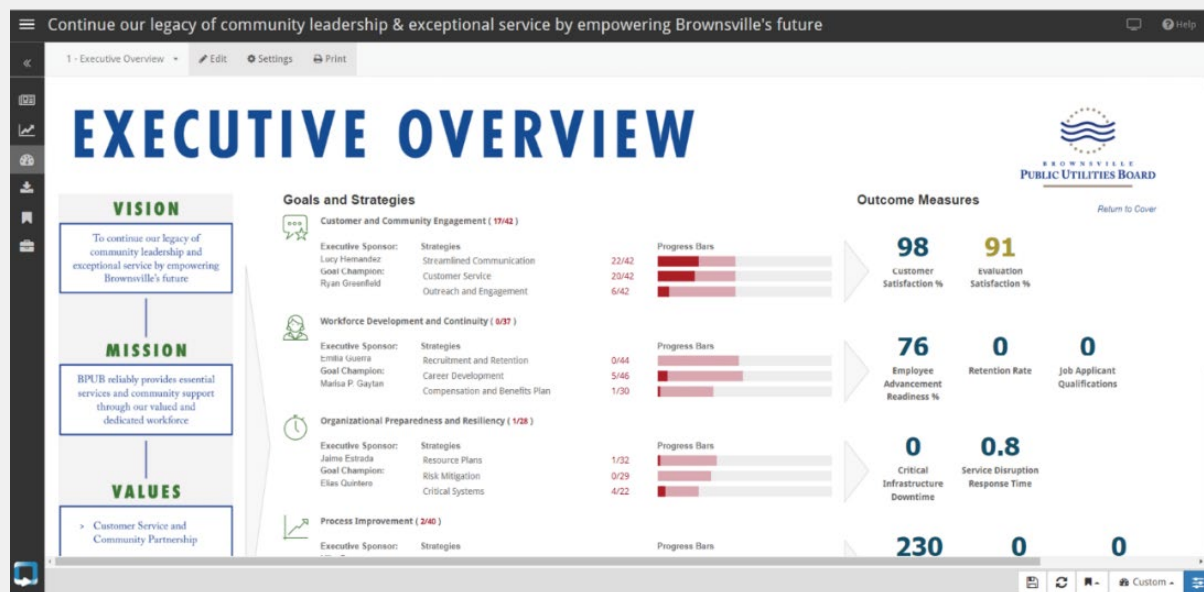 Continue our legacy of community leadership & exceptional service by empowering Brownsville's future
Help
1 - Executive Overview
Edit
Settings
Print
EXECUTIVE OVERVIEW
BROWNSVILLE
PUBLIC UTILITIES BOARD
Return to Cover
VISION
To continue our legacy of
community leadership and
exceptional service by empowering
Brownsville's future
MISSION
BPUB reliably provides essential
services and community support
through our valued and
dedicated workforce
VALUES
> Customer Service and
Community Partnership
Goals and Strategies
Customer and Community Engagement ( 17/42 )
Executive Sponsor:
Lucy Hernandez
Goal Champion:
Ryan Greenfield
Strategies
Progress Bars
Streamlined Communication 22/42
Customer Service 20/42
Outreach and Engagement 6/42
Workforce Development and Continuity ( 0/37 )
Executive Sponsor:
Emilia Guerra
Goal Champion:
Marisa P. Gaytan
Strategies
Progress Bars
Recruitment and Retention 0/44
Career Development 5/46
Compensation and Benefits Plan 1/30
Organizational Preparedness and Resiliency ( 1/28 )
Executive Sponsor:
Jaime Estrada
Goal Champion:
Elias Quintero
Strategies
Progress Bars
Resource Plans 1/32
Risk Mitigation 0/29
Critical Systems 4/22
Process Improvement ( 2/40 )
Executive Sponsor:
Strategies
Progress Bars
Outcome Measures
98
Customer
Satisfaction %
91
Evaluation
Satisfaction %
76
Employee
Advancement
Readiness %
0
Retention Rate
0
Job Applicant
Qualifications
0
Critical
Infrastructure
Downtime
0.8
Service Disruption
Response Time
230
0
0
Custom